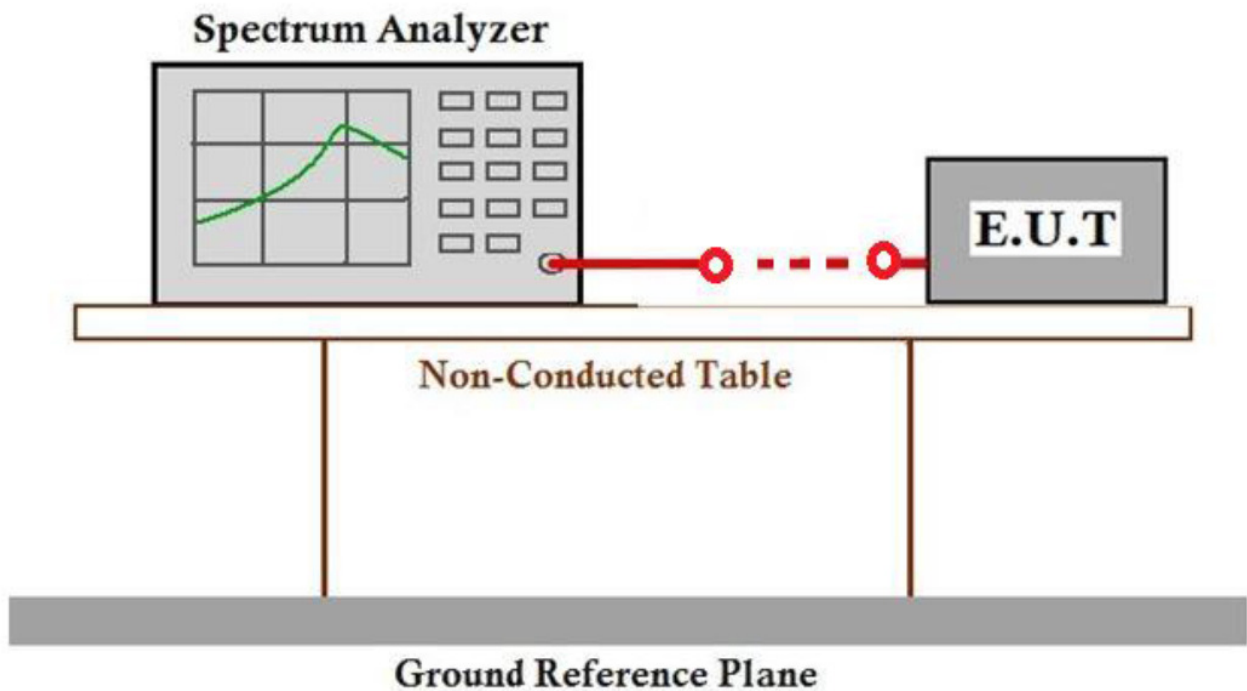 Spectrum Analyzer
E.U.T
Non-Conducted Table
Ground Reference Plane